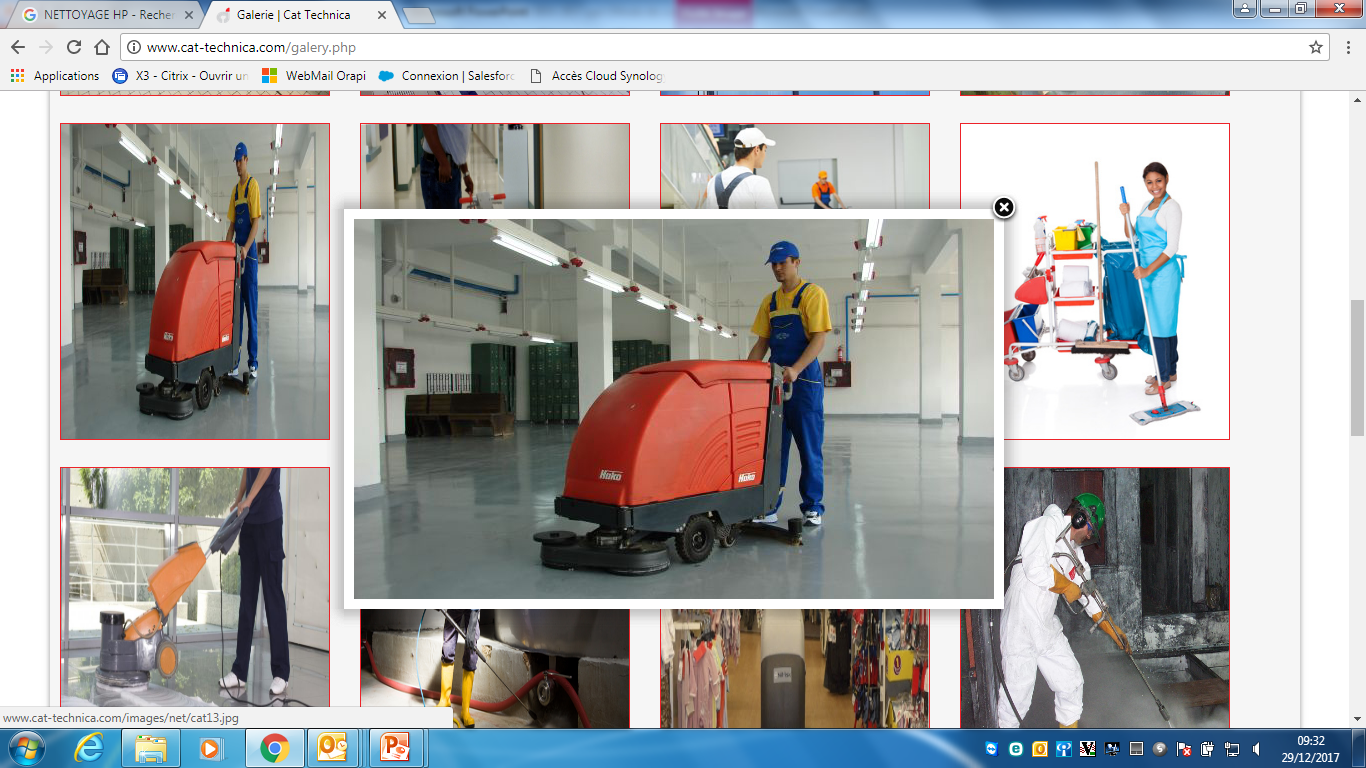 NETTOYAGE HP - Recher
Galerie | Cat Technica
www.cat-technica.com/galery.php
Applications
X3 - Citrix - Ouvrir un
WebMail Orapi
Connexion | Salesforc
Accès Cloud Synolog
Hako
Hako
www.cat-technica.com/images/net/cat13.jpg
09:32
29/12/2017